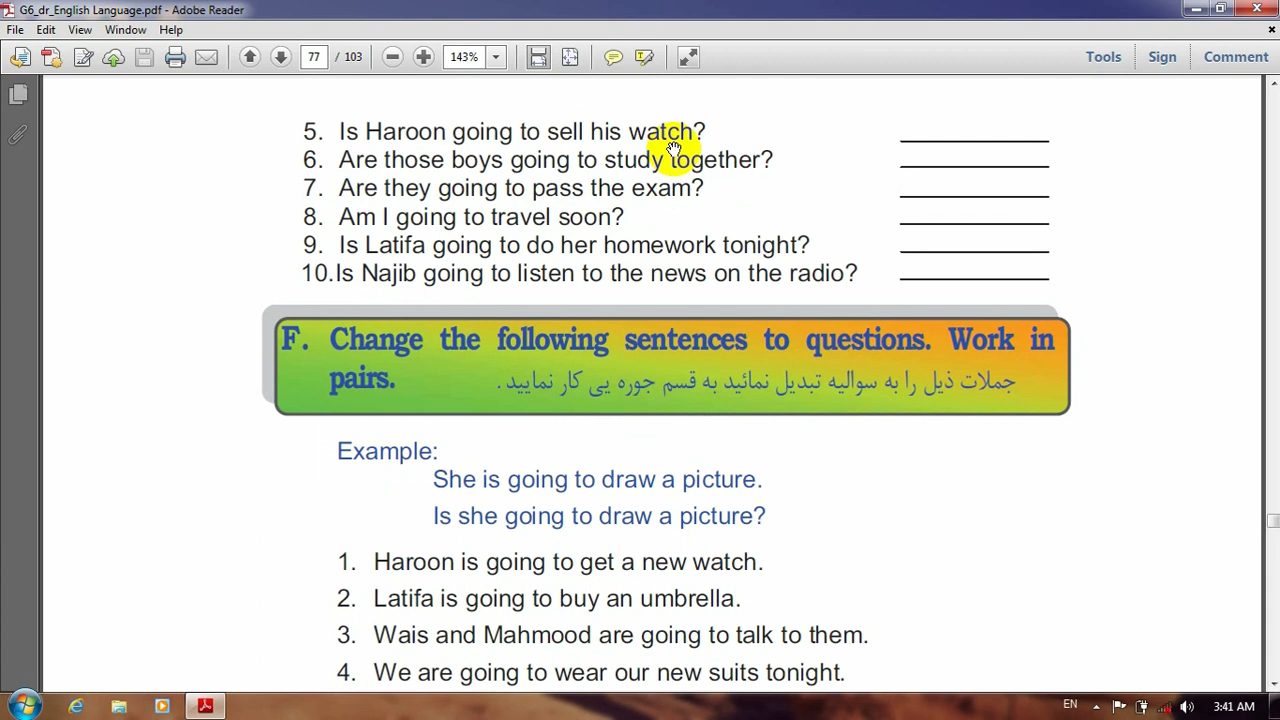 G6_dr_English Language.pdf - Adobe Reader
File Edit View Window Help
77 / 103 143% Tools Sign Comment
5. Is Haroon going to sell his watch?
6. Are those boys going to study together?
7. Are they going to pass the exam?
8. Am I going to travel soon?
9. Is Latifa going to do her homework tonight?
10.Is Najib going to listen to the news on the radio?
F. Change the following sentences to questions. Work in
pairs. جملات ذیل را به سوالیه تبدیل نمائید به قسم جوره یی کار نمایید .
Example:
She is going to draw a picture.
Is she going to draw a picture?
1. Haroon is going to get a new watch.
2. Latifa is going to buy an umbrella.
3. Wais and Mahmood are going to talk to them.
4. We are going to wear our new suits tonight.
EN 3:41 AM